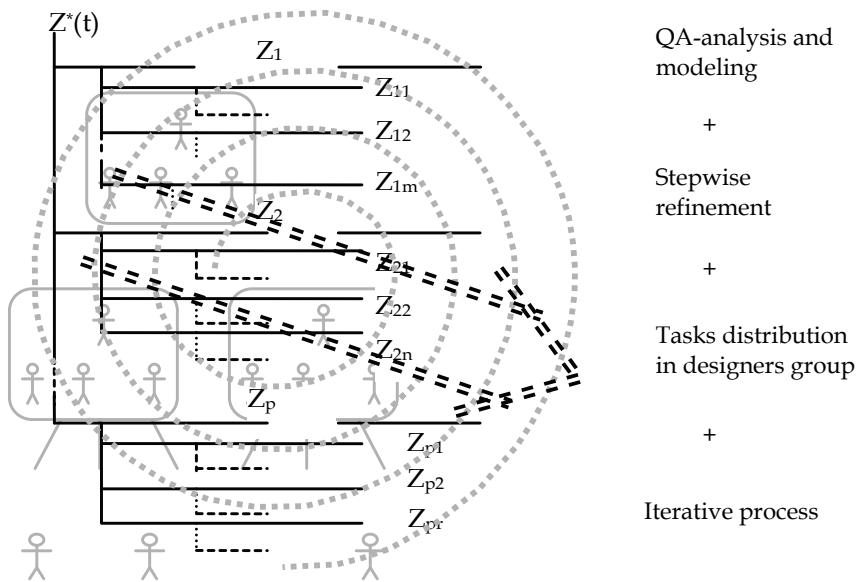 Z*(t)
Z1
Z11
Z12
Z1m
Z2
Z21
Z22
Z2n
Zp
Zp1
Zp2
Zpr
QA-analysis and
modeling
+
Stepwise
refinement
+
Tasks distribution
in designers group
+
Iterative process